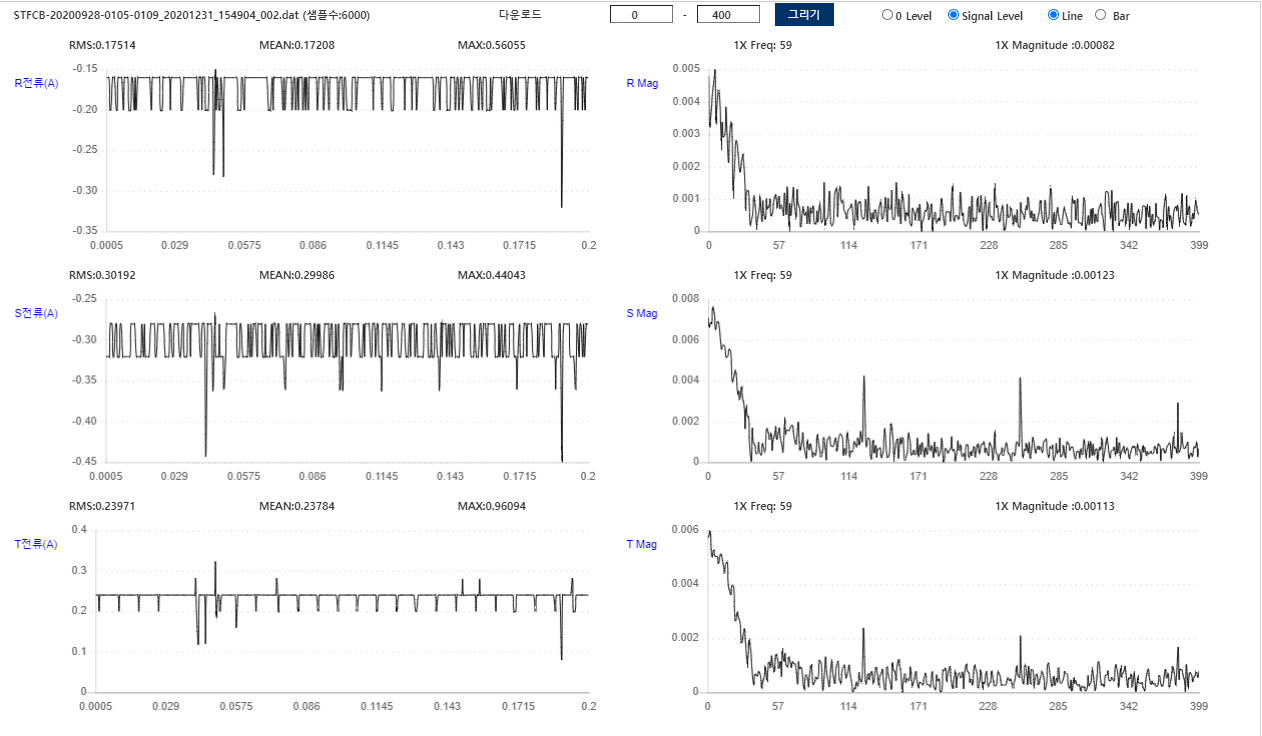 STFCB-20200928-0105-0109_20201231_154904_002.dat (샘플수:6000) 다운로드 0 - 400 그리기 0 Level Signal Level Line Bar
RMS:0.17514 MEAN:0.17208 MAX:0.56055 1X Freq: 59 1X Magnitude :0.00082
R전류(A)
-0.15
-0.20
-0.25
-0.30
-0.35
0.0005 0.029 0.0575 0.086 0.1145 0.143 0.1715 0.2
R Mag
0.005
0.004
0.003
0.002
0.001
0
0 57 114 171 228 285 342 399
RMS:0.30192 MEAN:0.29986 MAX:0.44043 1X Freq: 59 1X Magnitude :0.00123
S전류(A)
-0.25
-0.30
-0.35
-0.40
-0.45
0.0005 0.029 0.0575 0.086 0.1145 0.143 0.1715 0.2
S Mag
0.008
0.006
0.004
0.002
0
0 57 114 171 228 285 342 399
RMS:0.23971 MEAN:0.23784 MAX:0.96094 1X Freq: 59 1X Magnitude :0.00113
T전류(A)
0.4
0.3
0.2
0.1
0
0.0005 0.029 0.0575 0.086 0.1145 0.143 0.1715 0.2
T Mag
0.006
0.004
0.002
0
0 57 114 171 228 285 342 399